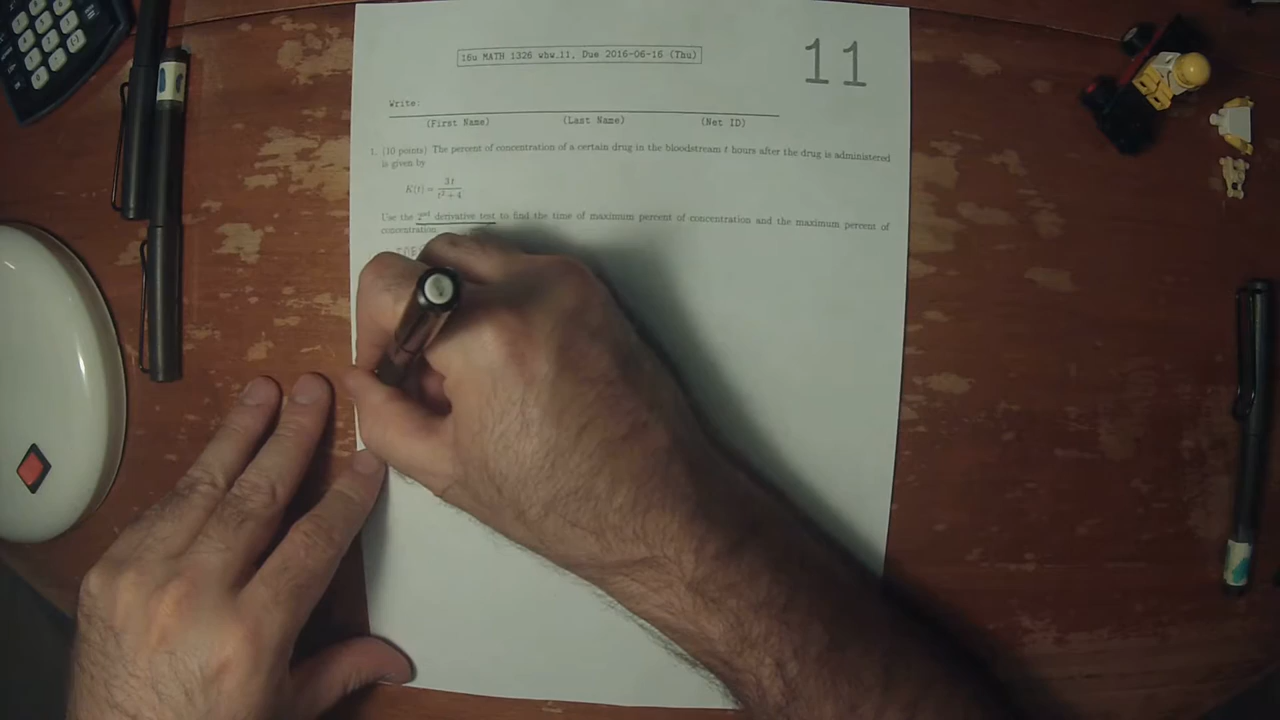 16u MATH 1326 whw.11, Due 2016-06-16 (Thu)
11
Write:
(First Name) (Last Name) (Net ID)
1. (10 points) The percent of concentration of a certain drug in the bloodstream t hours after the drug is administered
is given by
K(t) = 3t / t² + 4
Use the 2nd derivative test to find the time of maximum percent of concentration and the maximum percent of
concentration.